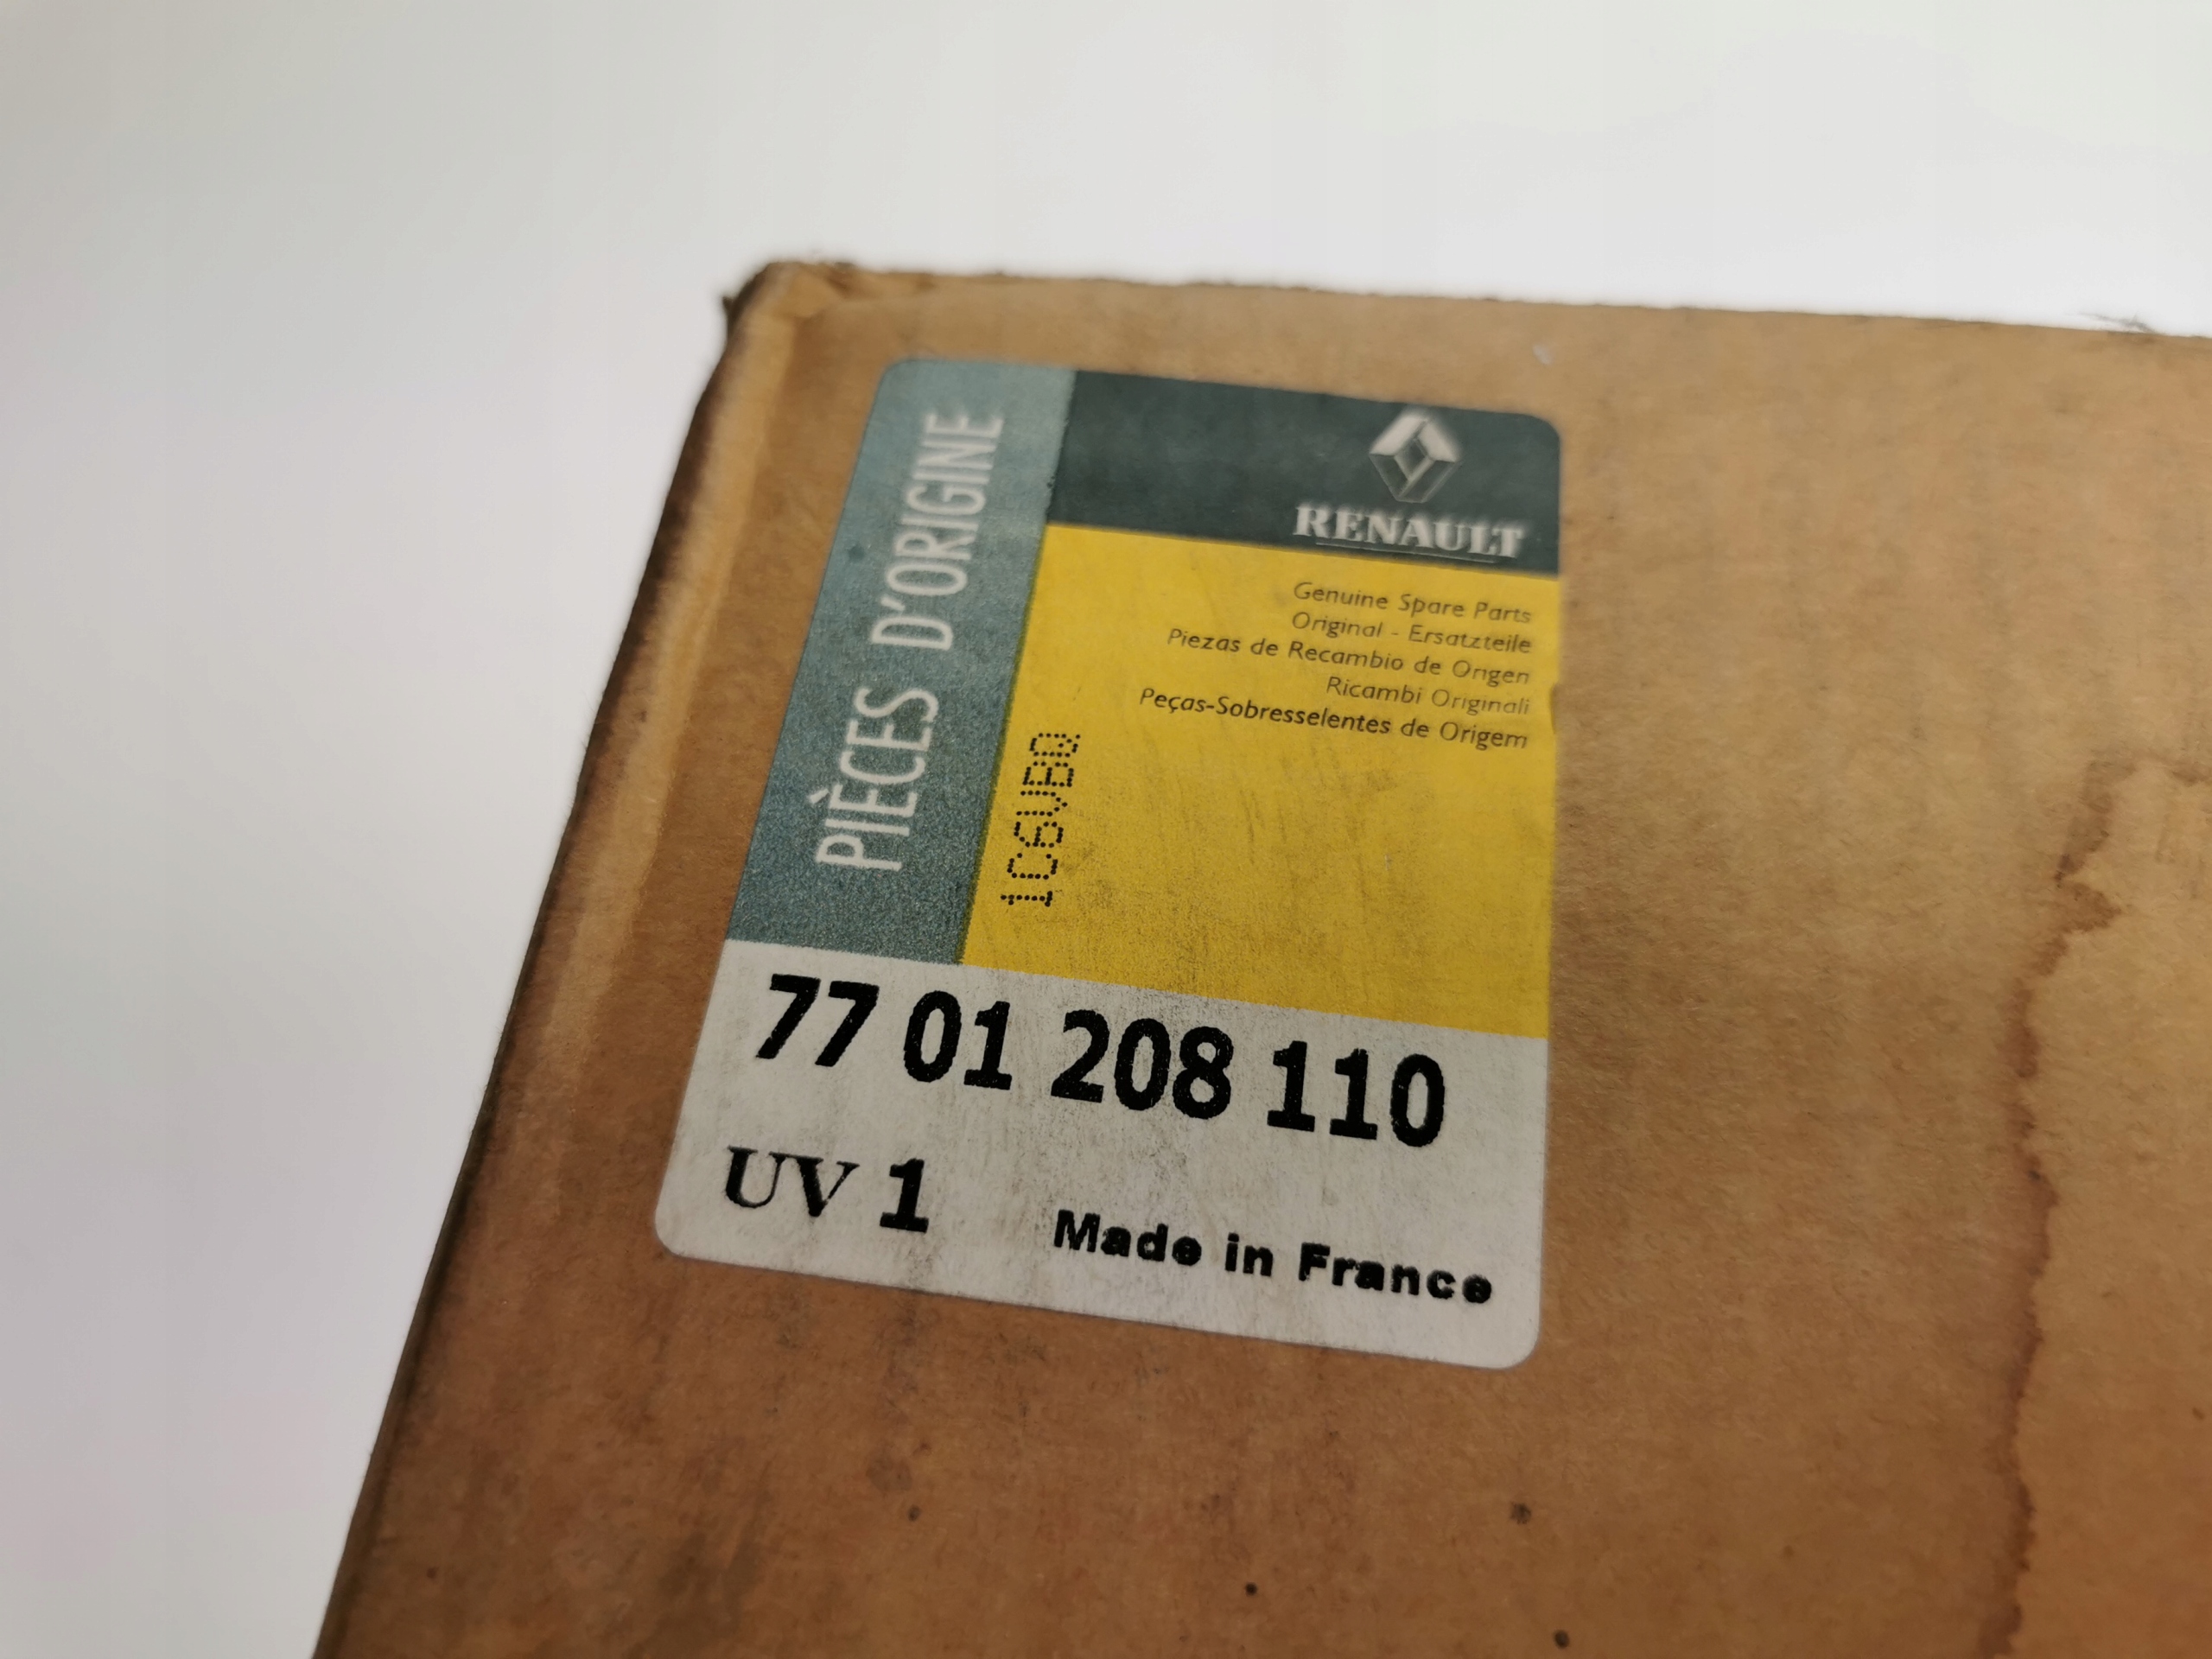 PIÈCES D'ORIGINE
RENAULT
Genuine Spare Parts
Original - Ersatzteile
Piezas de Recambio de Origen
Ricambi Originali
Peças-Sobresselentes de Origem
1C6UBQ
77 01 208 110
UV 1
Made in France